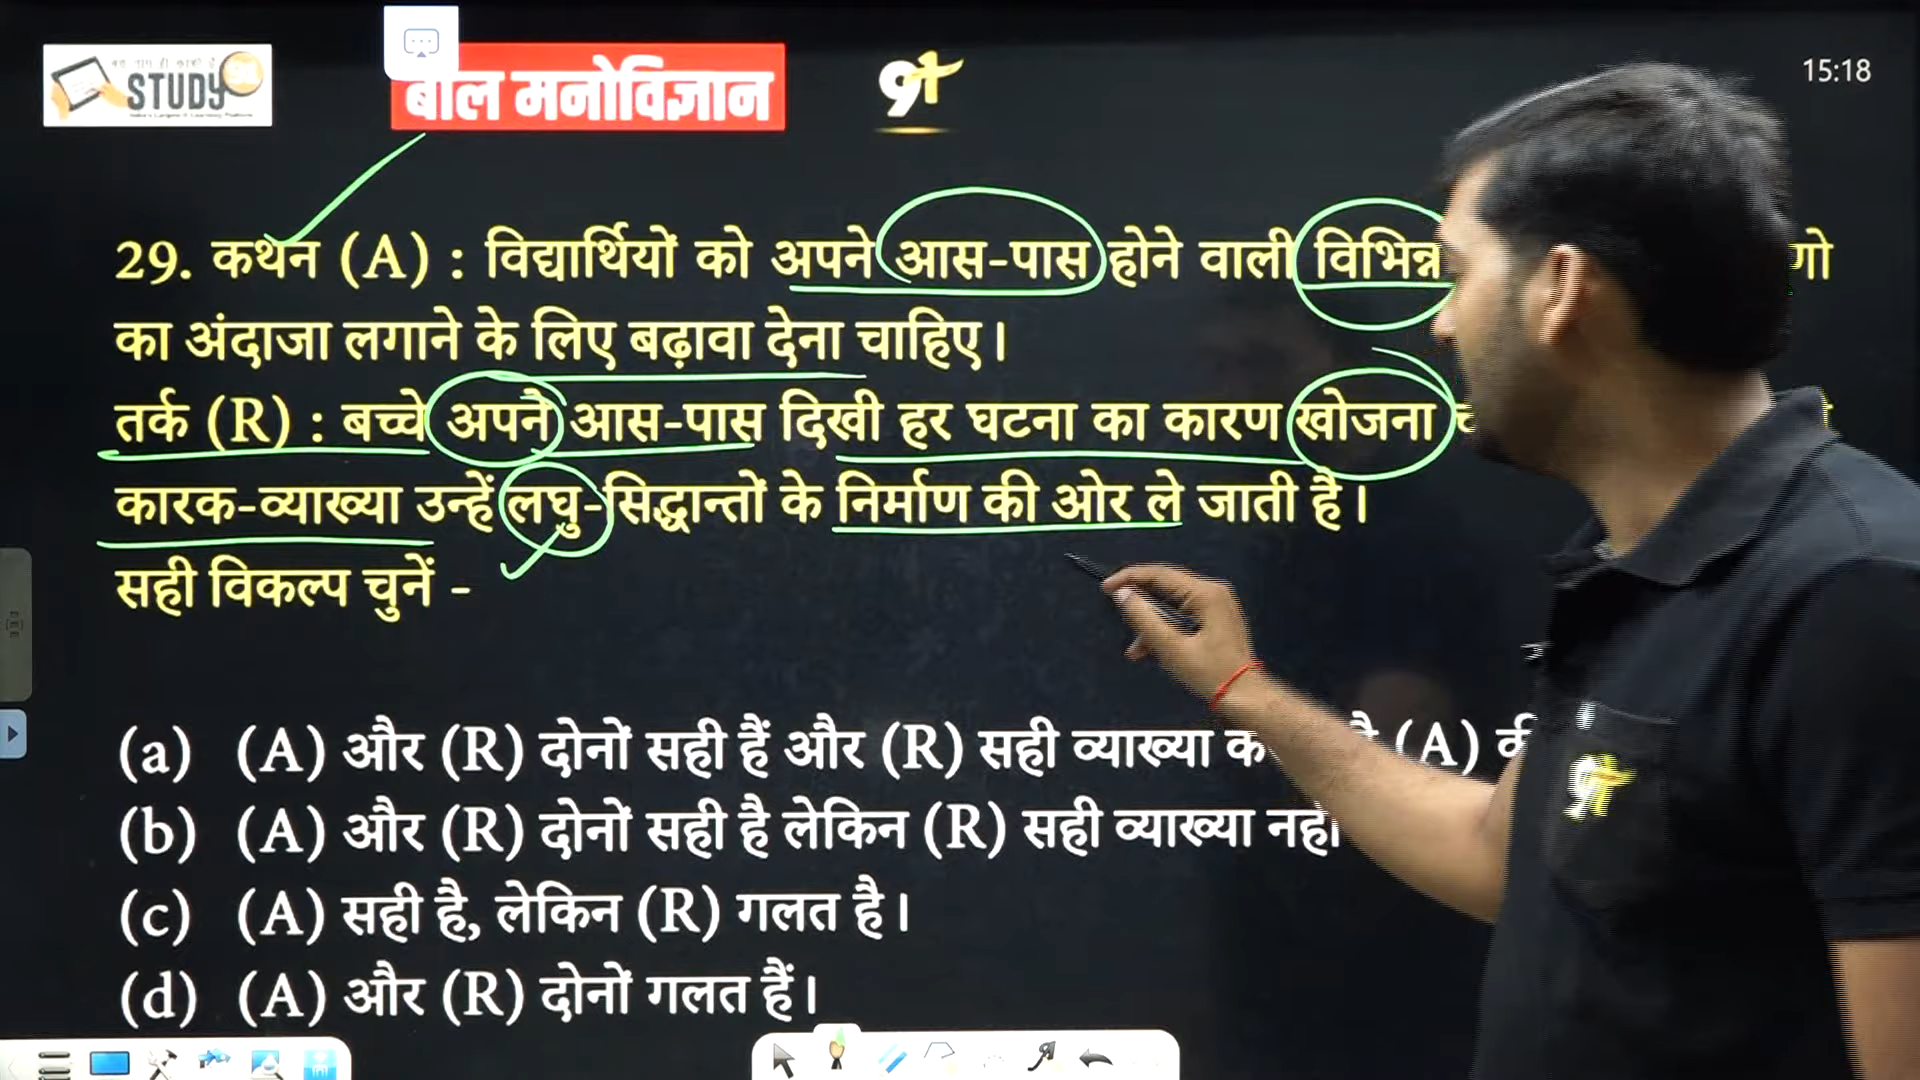 STUDY
बाल मनोविज्ञान
15:18
29. कथन (A) : विद्यार्थियों को अपने आस-पास होने वाली विभिन्न
का अंदाजा लगाने के लिए बढ़ावा देना चाहिए।
तर्क (R) : बच्चे अपने आस-पास दिखी हर घटना का कारण खोजना
कारक-व्याख्या उन्हें लघु-सिद्धान्तों के निर्माण की ओर ले जाती है।
सही विकल्प चुनें -
(a) (A) और (R) दोनों सही हैं और (R) सही व्याख्या (A)
(b) (A) और (R) दोनों सही है लेकिन (R) सही व्याख्या नहीं
(c) (A) सही है, लेकिन (R) गलत है।
(d) (A) और (R) दोनों गलत हैं।